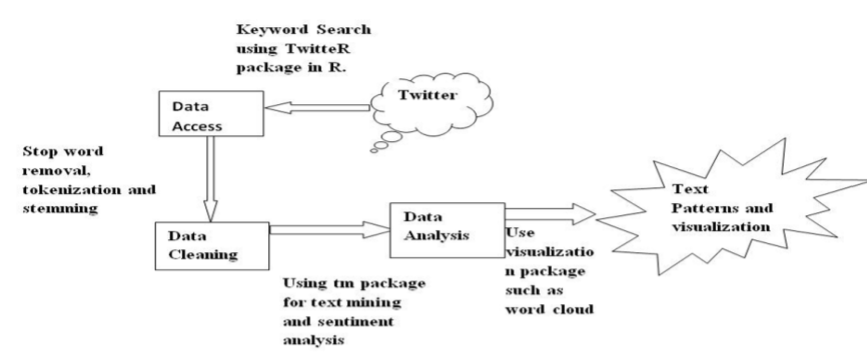 Keyword Search
using TwitteR
package in R.
Twitter
Data
Access
Stop word
removal,
tokenization and
stemming
Data
Cleaning
Using tm package
for text mining
and sentiment
analysis
Data
Analysis
Use
visualizatio
n package
such as
word cloud
Text
Patterns and
visualization